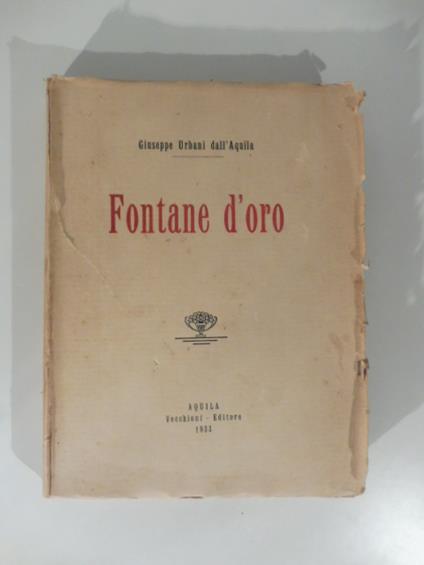 Giuseppe Urbani dall'Aquila
Fontane d'oro
AQUILA
Vecchioni - Editore
1933